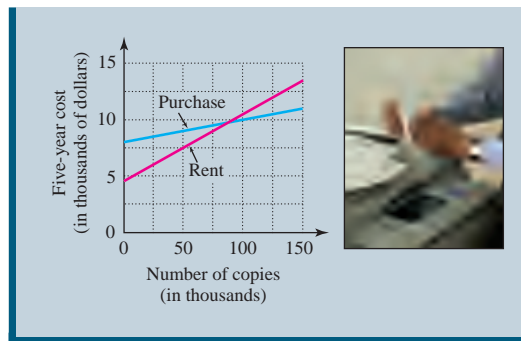 Five-year cost
(in thousands of dollars)
15
10
5
0
Purchase
Rent
0 50 100 150
Number of copies
(in thousands)